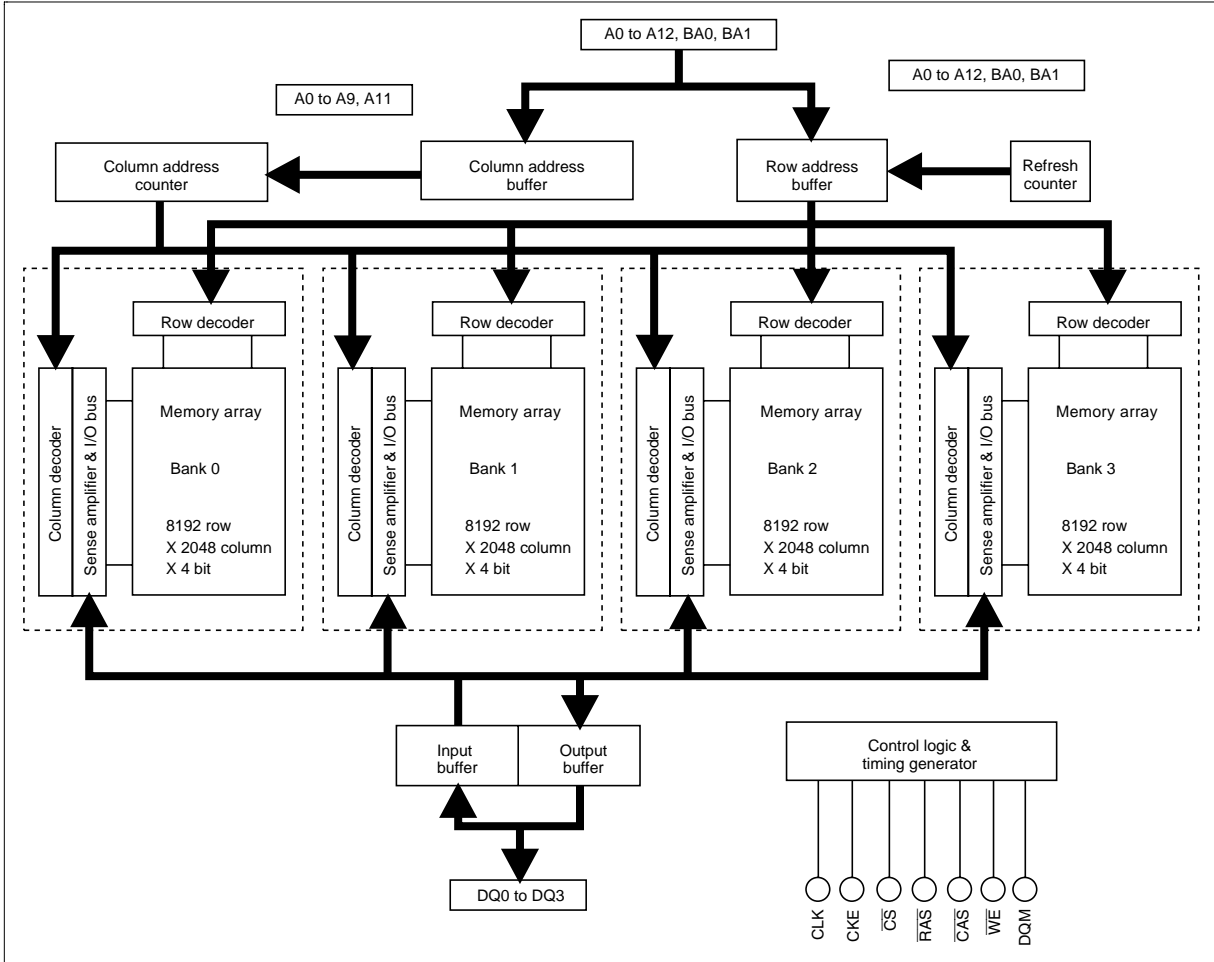 A0 to A12, BA0, BA1
A0 to A12, BA0, BA1
A0 to A9, A11
Column address
counter
Column address
buffer
Row address
buffer
Refresh
counter
Row decoder
Row decoder
Row decoder
Row decoder
Column decoder
Sense amplifier & I/O bus
Memory array
Bank 0
8192 row
X 2048 column
X 4 bit
Column decoder
Sense amplifier & I/O bus
Memory array
Bank 1
8192 row
X 2048 column
X 4 bit
Column decoder
Sense amplifier & I/O bus
Memory array
Bank 2
8192 row
X 2048 column
X 4 bit
Column decoder
Sense amplifier & I/O bus
Memory array
Bank 3
8192 row
X 2048 column
X 4 bit
Input
buffer
Output
buffer
Control logic &
timing generator
DQ0 to DQ3
CLK
CKE
C̅S̅
R̅A̅S̅
C̅A̅S̅
W̅E̅
DQM